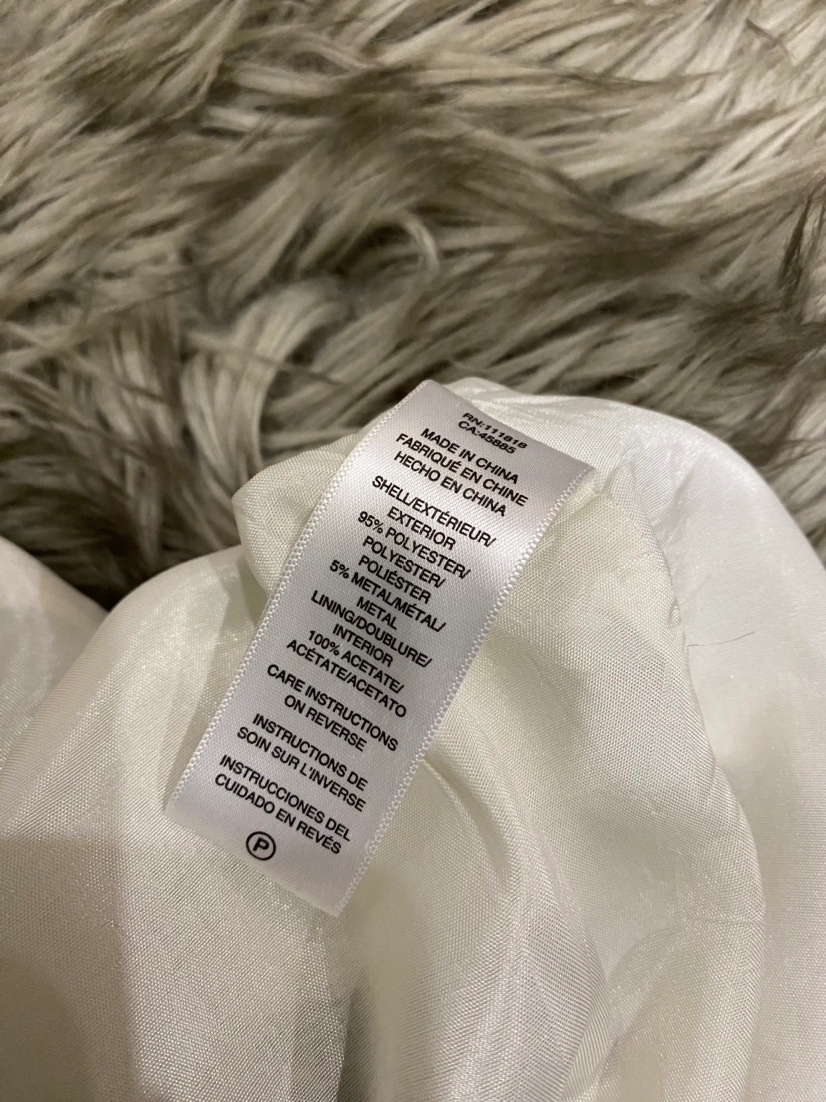 RN:111818
CA:45885
MADE IN CHINA
FABRIQUÉ EN CHINE
HECHO EN CHINA
SHELL/EXTÉRIEUR/
EXTERIOR
95% POLYESTER/
POLYESTER/
POLIÉSTER
5% METAL/MÉTAL/
METAL
LINING/DOUBLURE/
INTERIOR
100% ACETATE/
ACÉTATE/ACETATO
CARE INSTRUCTIONS
ON REVERSE
INSTRUCTIONS DE
SOIN SUR L'INVERSE
INSTRUCCIONES DEL
CUIDADO EN REVÉS
P